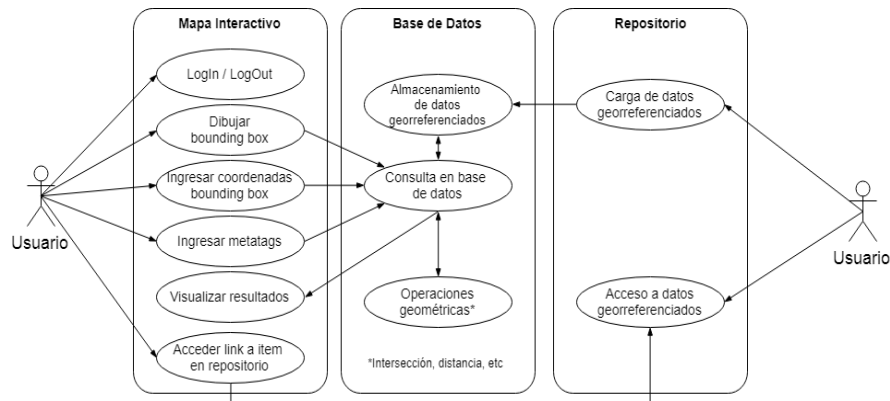 Mapa Interactivo
LogIn / LogOut
Dibujar
bounding box
Ingresar coordenadas
bounding box
Ingresar metatags
Visualizar resultados
Acceder link a item
en repositorio
Usuario
Base de Datos
Almacenamiento
de datos
georreferenciados
Consulta en base
de datos
Operaciones
geométricas*
*Intersección, distancia, etc
Repositorio
Carga de datos
georreferenciados
Acceso a datos
georreferenciados
Usuario